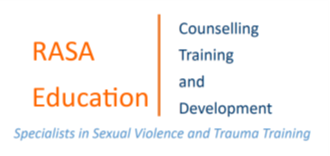 RASA
Education
Counselling
Training
and
Development
Specialists in Sexual Violence and Trauma Training